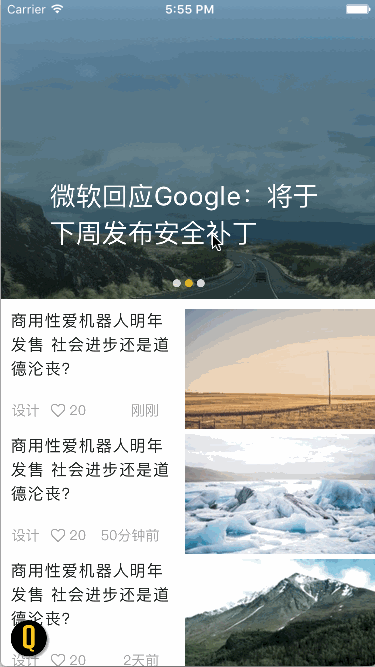 Carrier 5:55 PM
微软回应Google：将于
下周发布安全补丁
商用性爱机器人明年
发售 社会进步还是道
德沦丧?
设计 20 刚刚
商用性爱机器人明年
发售 社会进步还是道
德沦丧?
设计 20 50分钟前
商用性爱机器人明年
发售 社会进步还是道
德沦丧?
Q
设计 20 2天前